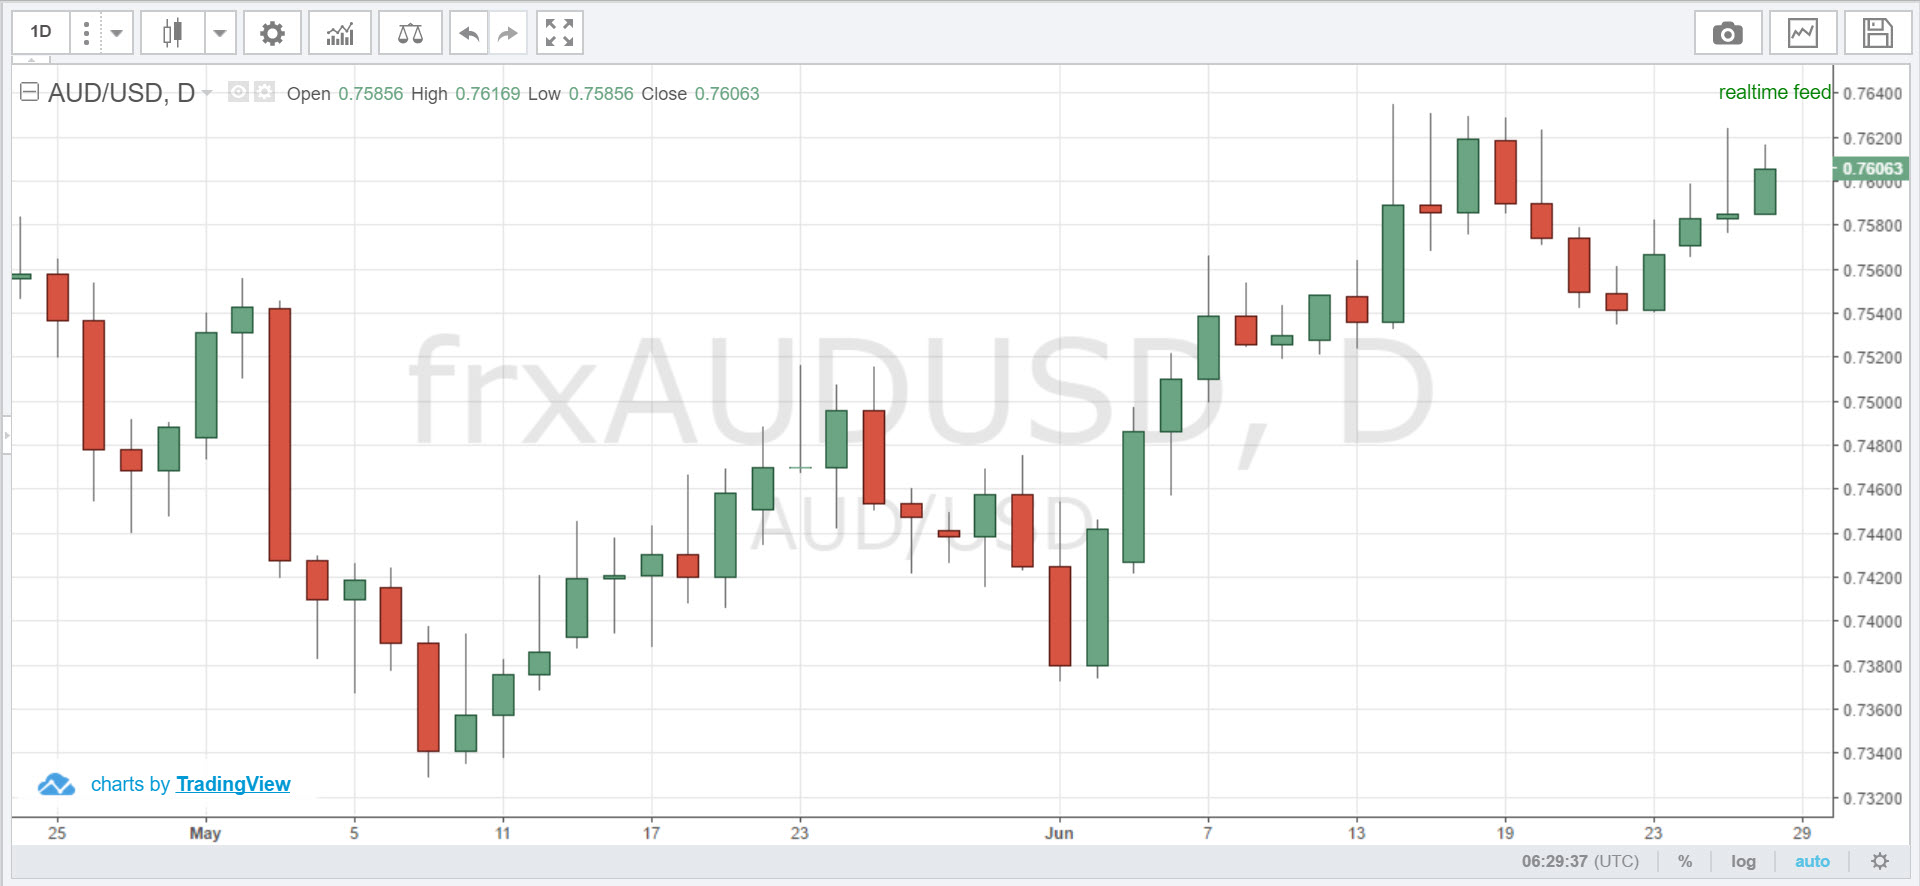 1D
AUD/USD, D Open 0.75856 High 0.76169 Low 0.75856 Close 0.76063
realtime feed
0.76400
0.76200
0.76063
0.76000
0.75800
0.75600
0.75400
0.75200
0.75000
0.74800
0.74600
0.74400
0.74200
0.74000
0.73800
0.73600
0.73400
0.73200
frxAUDUSD, D
AUD/USD
charts by TradingView
25 May 5 11 17 23 Jun 7 13 19 23 29
06:29:37 (UTC) % log auto